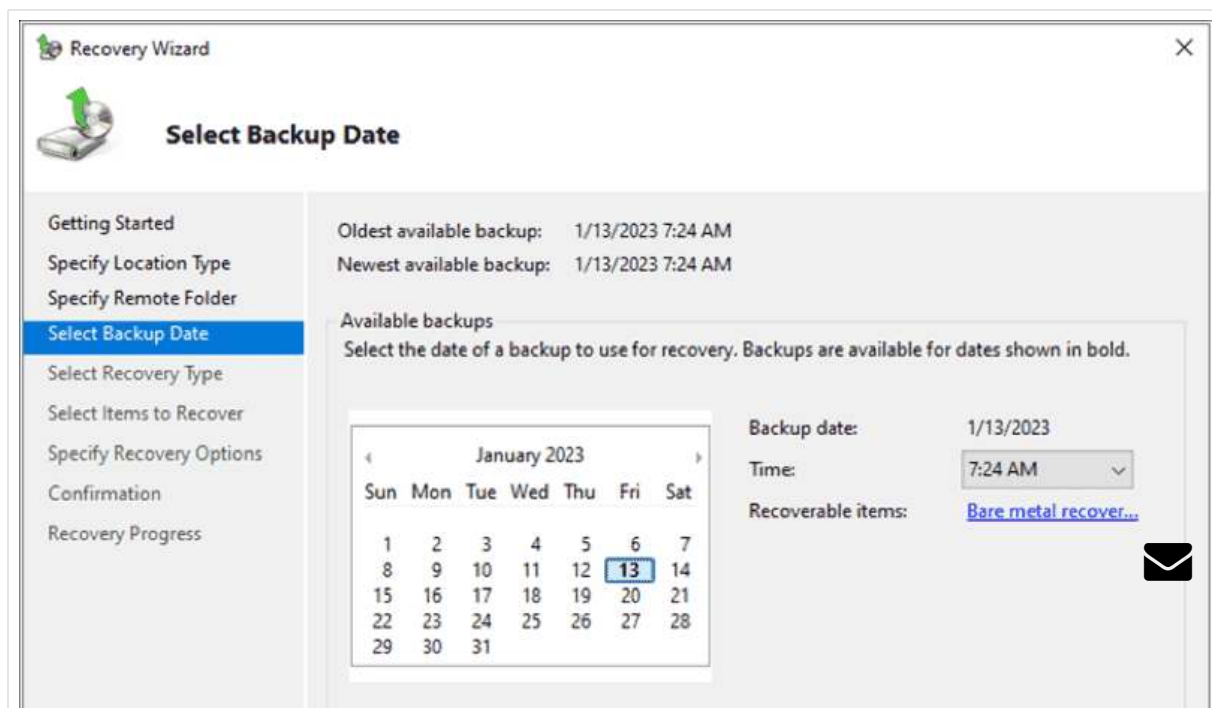 Recovery Wizard
Select Backup Date
Getting Started
Specify Location Type
Specify Remote Folder
Select Backup Date
Select Recovery Type
Select Items to Recover
Specify Recovery Options
Confirmation
Recovery Progress
Oldest available backup: 1/13/2023 7:24 AM
Newest available backup: 1/13/2023 7:24 AM
Available backups
Select the date of a backup to use for recovery. Backups are available for dates shown in bold.
January 2023
Sun Mon Tue Wed Thu Fri Sat
1 2 3 4 5 6 7
8 9 10 11 12 13 14
15 16 17 18 19 20 21
22 23 24 25 26 27 28
29 30 31
Backup date: 1/13/2023
Time: 7:24 AM
Recoverable items: Bare metal recover...